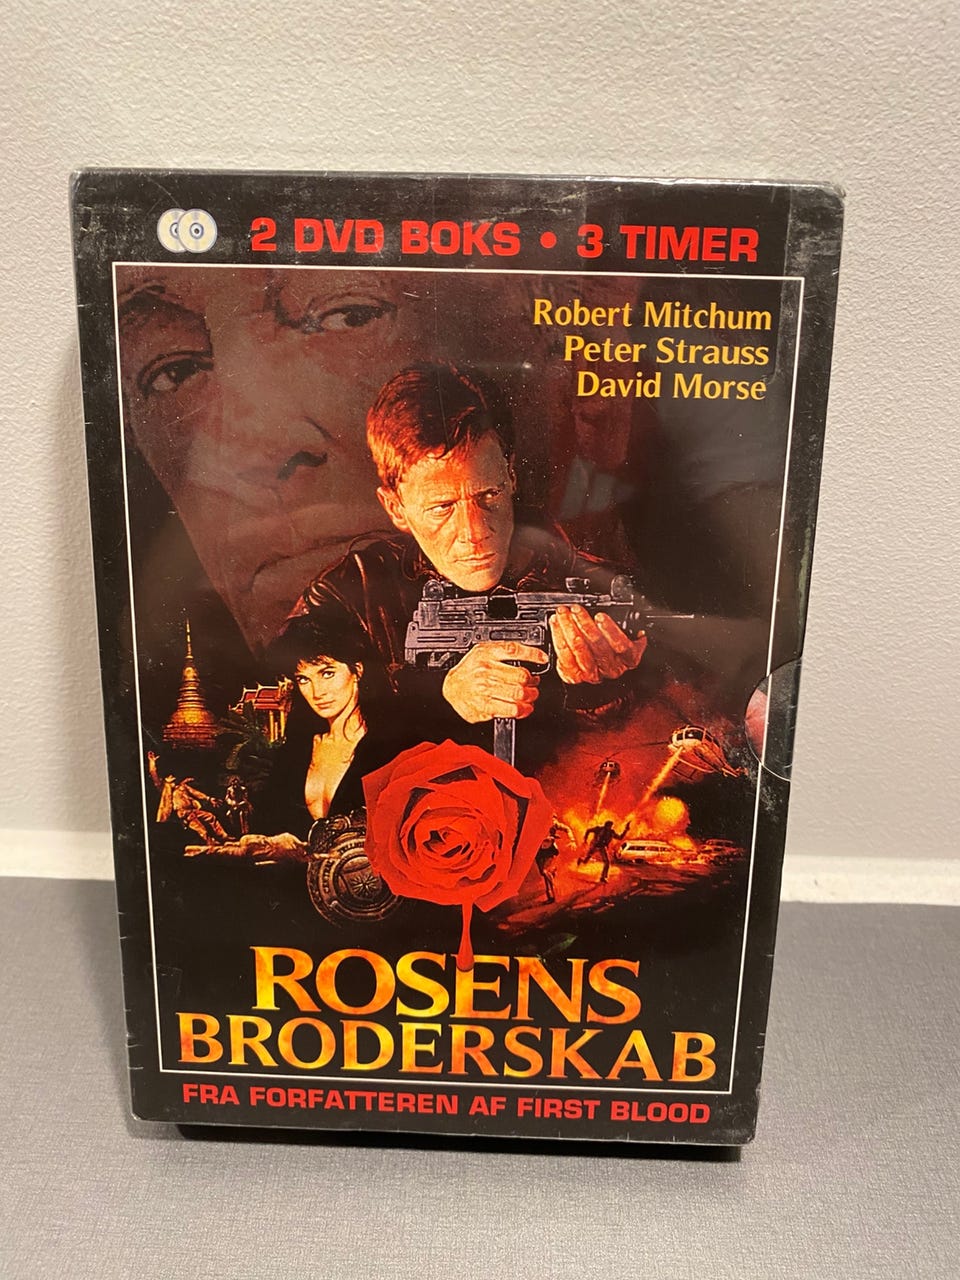 2 DVD BOKS • 3 TIMER
Robert Mitchum
Peter Strauss
David Morse
ROSENS
BRODERSKAB
FRA FORFATTEREN AF FIRST BLOOD